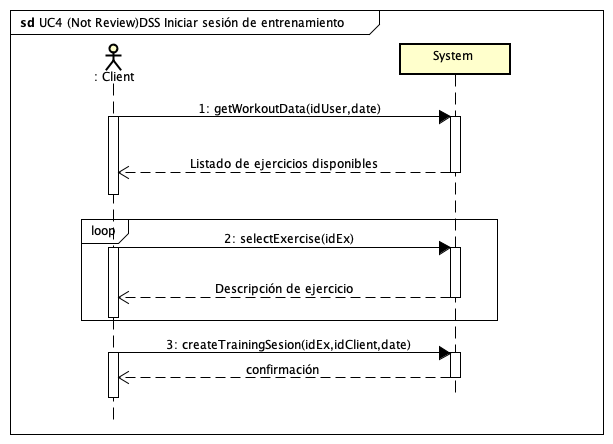 sd UC4 (Not Review)DSS Iniciar sesión de entrenamiento
: Client
System
1: getWorkoutData(idUser,date)
Listado de ejercicios disponibles
loop
2: selectExercise(idEx)
Descripción de ejercicio
3: createTrainingSesion(idEx,idClient,date)
confirmación